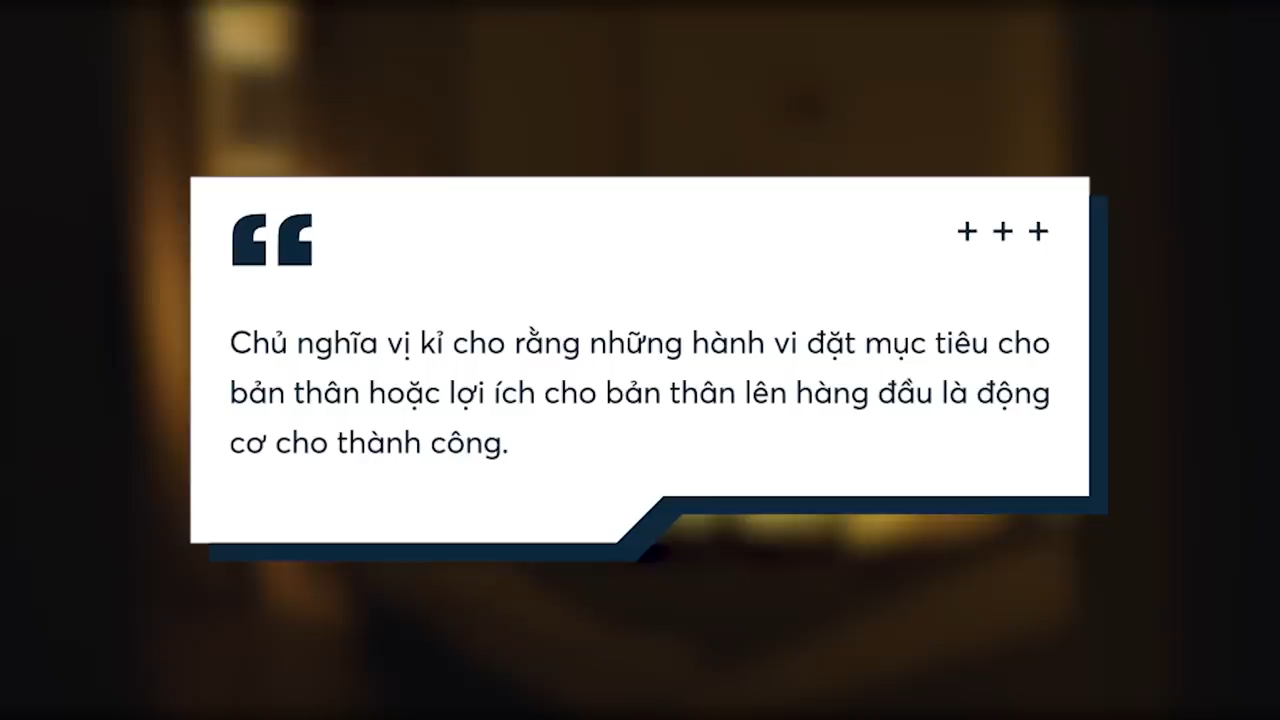 + + +
Chủ nghĩa vị kỉ cho rằng những hành vi đặt mục tiêu cho
bản thân hoặc lợi ích cho bản thân lên hàng đầu là động
cơ cho thành công.